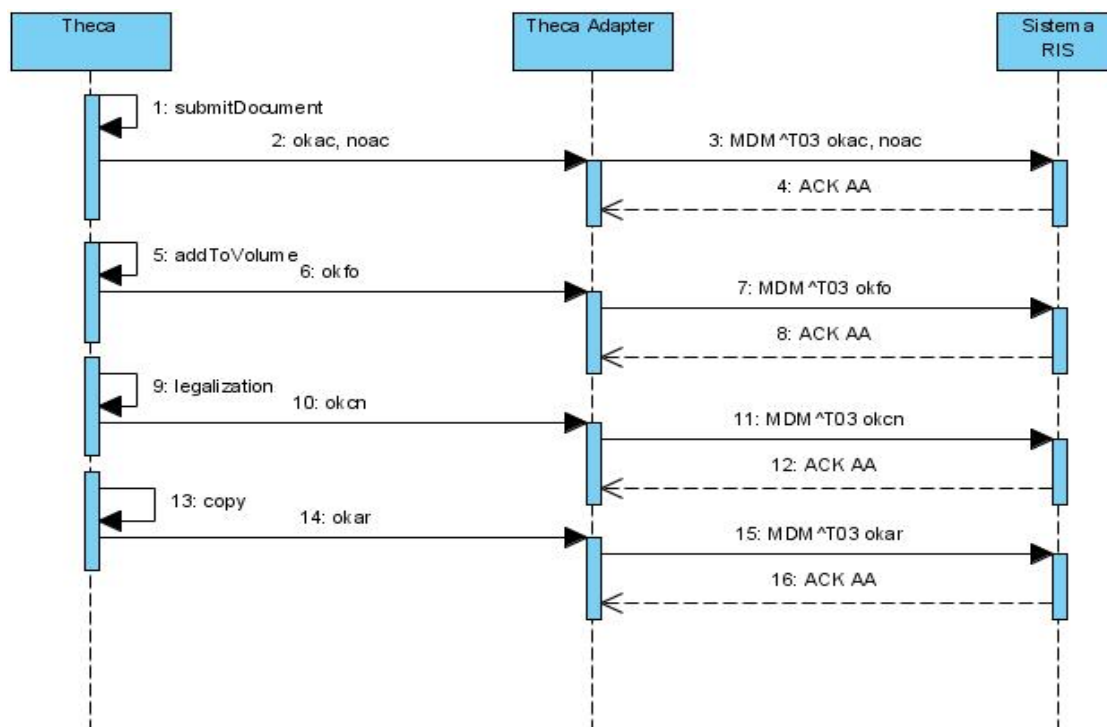 Theca
Theca Adapter
Sistema
RIS
1: submitDocument
2: okac, noac
3: MDM^T03 okac, noac
4: ACK AA
5: addToVolume
6: okfo
7: MDM^T03 okfo
8: ACK AA
9: legalization
10: okcn
11: MDM^T03 okcn
12: ACK AA
13: copy
14: okar
15: MDM^T03 okar
16: ACK AA